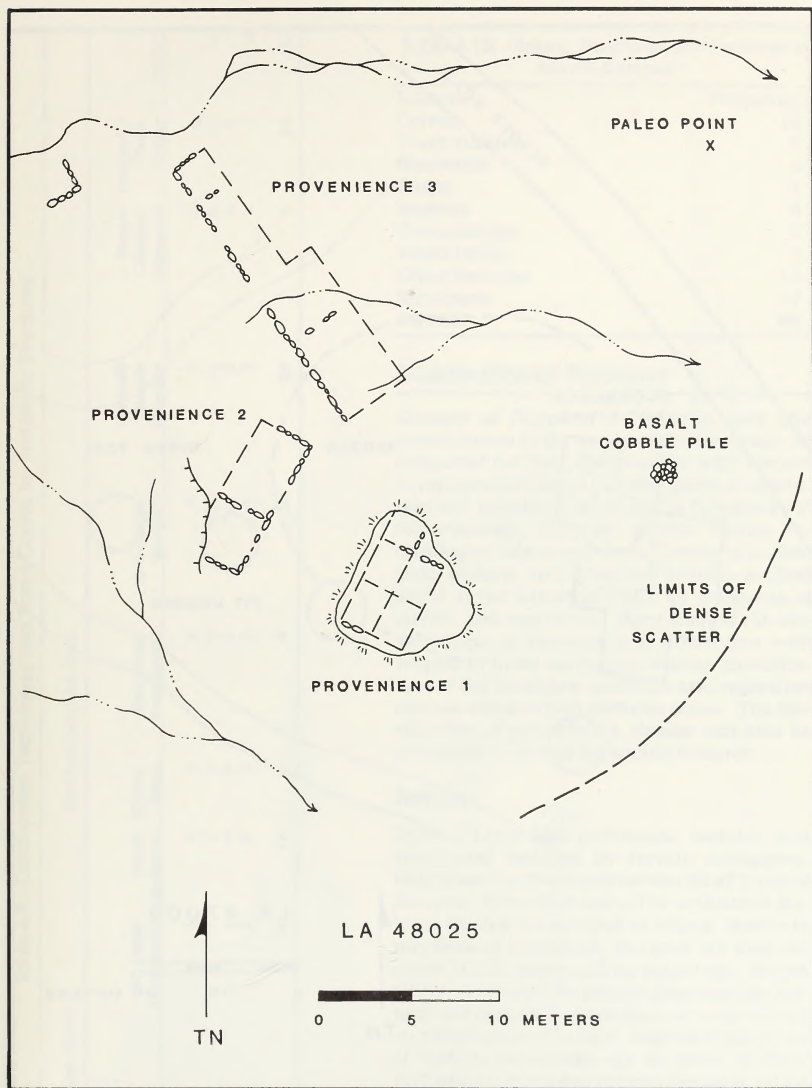 PALEO POINT
X
PROVENIENCE 3
PROVENIENCE 2
BASALT
COBBLE PILE
LIMITS OF
DENSE
SCATTER
PROVENIENCE 1
LA 48025
TN
0 5 10 METERS